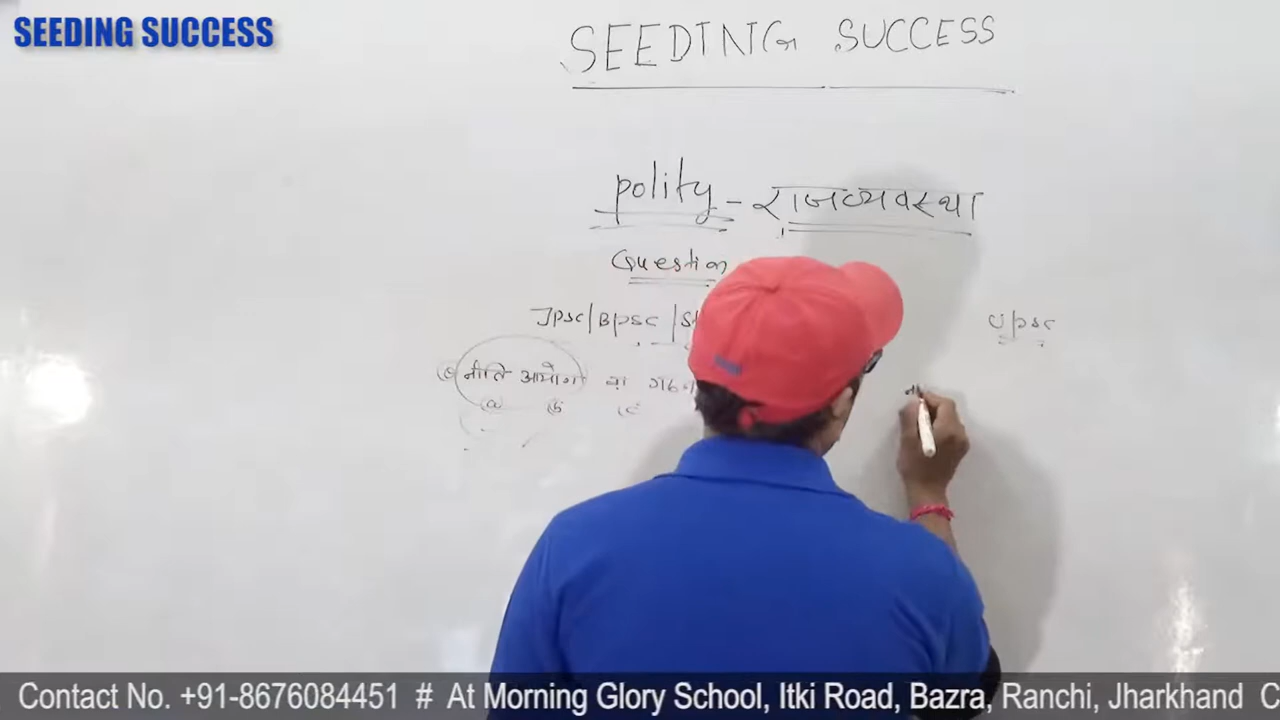 SEEDING SUCCESS
SEEDING SUCCESS
polity - राजव्यवस्था
Question
JPSC/BPSC/S UPSC
नीति आयोग का गठन
(a) (b) (c)
Contact No. +91-8676084451 # At Morning Glory School, Itki Road, Bazra, Ranchi, Jharkhand C